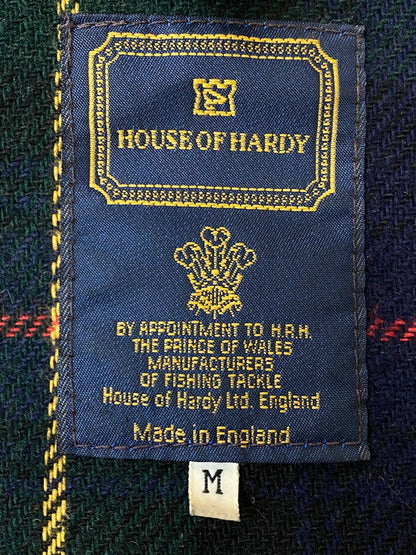 HOUSE OF HARDY
BY APPOINTMENT TO H.R.H.
THE PRINCE OF WALES
MANUFACTURERS
OF FISHING TACKLE
House of Hardy Ltd. England
Made in England
M